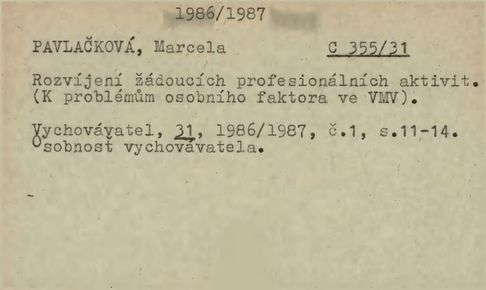 1986/1987
PAVLAČKOVÁ, Marcela C 355/31
Rozvíjení žádoucích profesionálních aktivit.
(K problémům osobního faktora ve VMV).
Vychovávatel, 31, 1986/1987, č.1, s.11-14.
Osobnost vychovávatela.